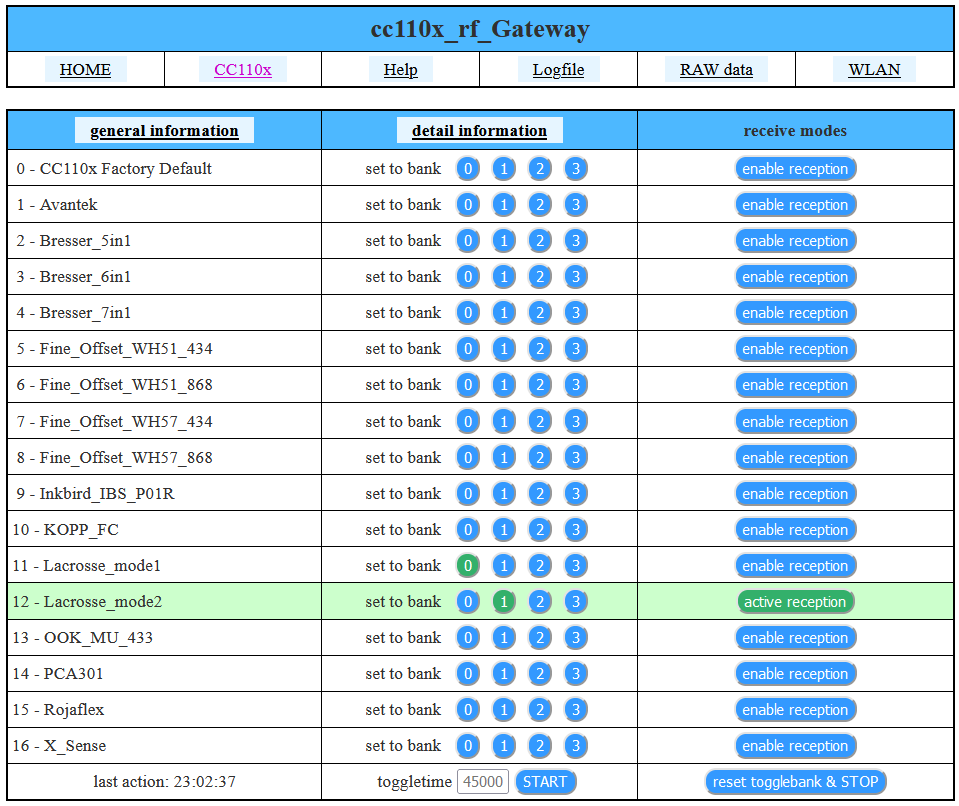 cc110x_rf_Gateway
HOME CC110x Help Logfile RAW data WLAN
general information detail information receive modes
0 - CC110x Factory Default set to bank 0 1 2 3 enable reception
1 - Avantek set to bank 0 1 2 3 enable reception
2 - Bresser_5in1 set to bank 0 1 2 3 enable reception
3 - Bresser_6in1 set to bank 0 1 2 3 enable reception
4 - Bresser_7in1 set to bank 0 1 2 3 enable reception
5 - Fine_Offset_WH51_434 set to bank 0 1 2 3 enable reception
6 - Fine_Offset_WH51_868 set to bank 0 1 2 3 enable reception
7 - Fine_Offset_WH57_434 set to bank 0 1 2 3 enable reception
8 - Fine_Offset_WH57_868 set to bank 0 1 2 3 enable reception
9 - Inkbird_IBS_P01R set to bank 0 1 2 3 enable reception
10 - KOPP_FC set to bank 0 1 2 3 enable reception
11 - Lacrosse_mode1 set to bank 0 1 2 3 enable reception
12 - Lacrosse_mode2 set to bank 0 1 2 3 active reception
13 - OOK_MU_433 set to bank 0 1 2 3 enable reception
14 - PCA301 set to bank 0 1 2 3 enable reception
15 - Rojaflex set to bank 0 1 2 3 enable reception
16 - X_Sense set to bank 0 1 2 3 enable reception
last action: 23:02:37 toggletime 45000 START reset togglebank & STOP